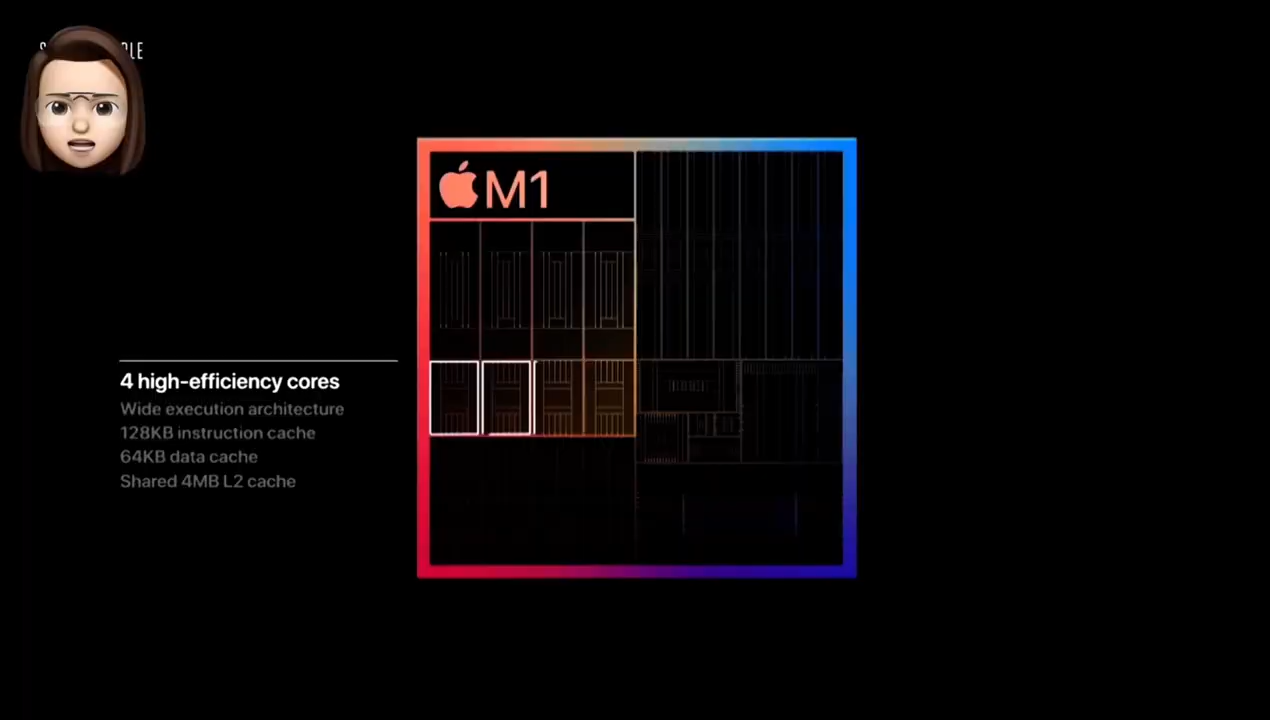 M1
4 high-efficiency cores
Wide execution architecture
128KB instruction cache
64KB data cache
Shared 4MB L2 cache